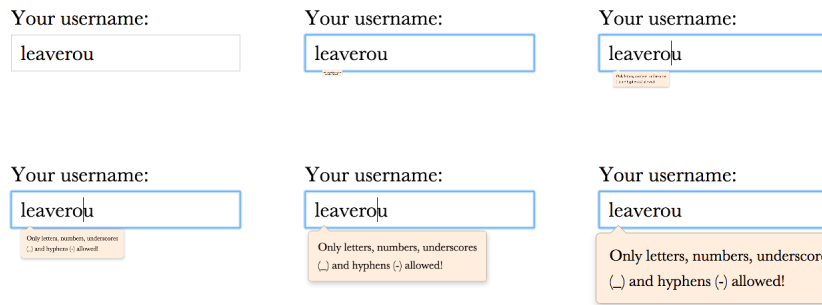 Your username:
leaverou
Your username:
leaverou
Your username:
leaverou
Your username:
leaverou
Only letters, numbers, underscores
(_) and hyphens (-) allowed!
Your username:
leaverou
Only letters, numbers, underscores
(_) and hyphens (-) allowed!
Your username:
leaverou
Only letters, numbers, underscor
(_) and hyphens (-) allowed!